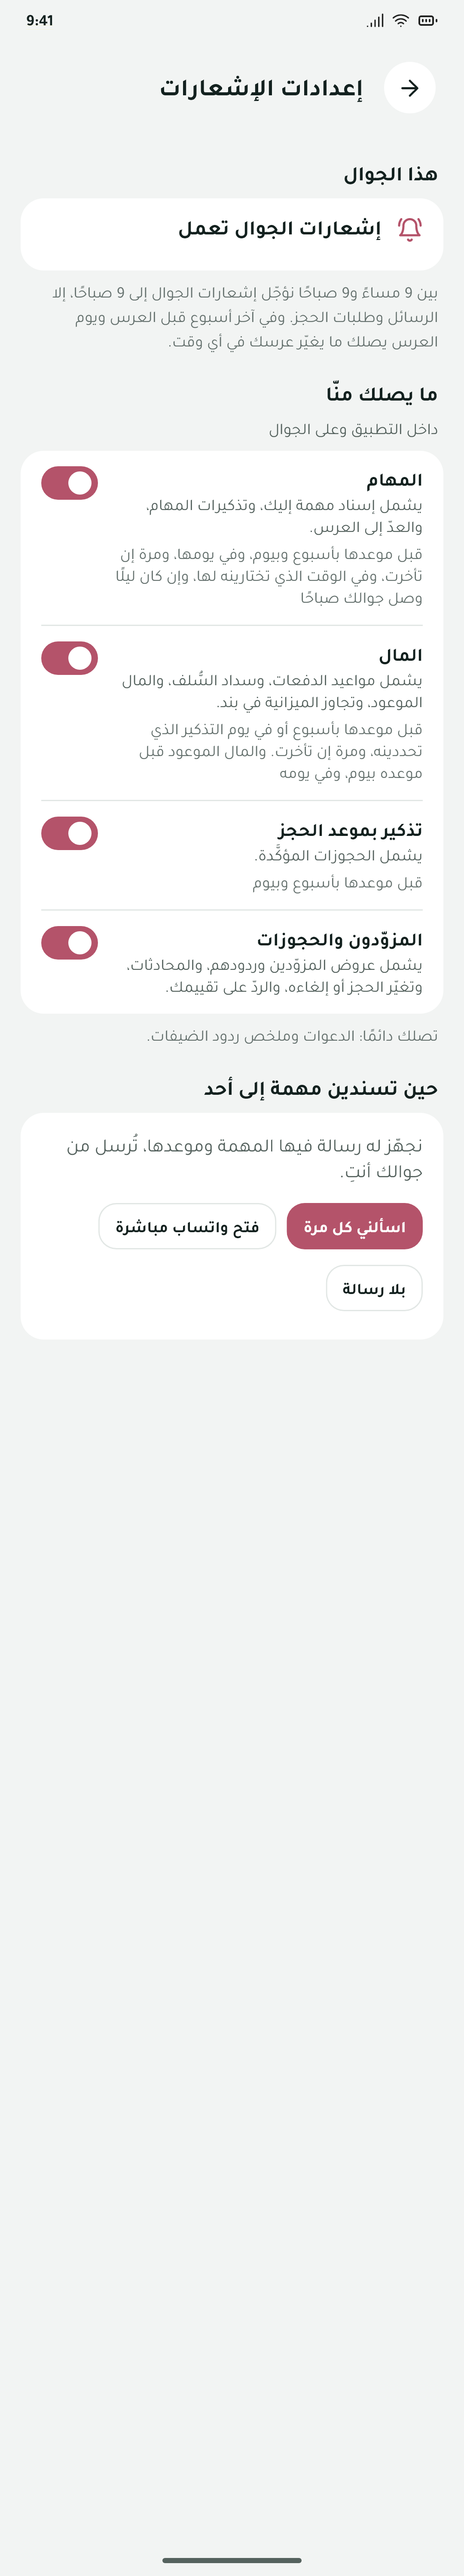 9:41
إعدادات الإشعارات
هذا الجوال
إشعارات الجوال تعمل
بين 9 مساءً و9 صباحًا نؤجّل إشعارات الجوال إلى 9 صباحًا، إلا
الرسائل وطلبات الحجز. وفي آخر أسبوع قبل العرس ويوم
العرس يصلك ما يغيّر عرسك في أي وقت.
ما يصلك منّا
داخل التطبيق وعلى الجوال
المهام
يشمل إسناد مهمة إليك، وتذكيرات المهام،
والعدّ إلى العرس.
قبل موعدها بأسبوع وبيوم، وفي يومها، ومرة إن
تأخرت، وفي الوقت الذي تختارينه لها، وإن كان ليلًا
وصل جوالك صباحًا
المال
يشمل مواعيد الدفعات، وسداد السُّلف، والمال
الموعود، وتجاوز الميزانية في بند.
قبل موعدها بأسبوع أو في يوم التذكير الذي
تحددينه، ومرة إن تأخرت. والمال الموعود قبل
موعده بيوم، وفي يومه
تذكير بموعد الحجز
يشمل الحجوزات المؤكَّدة.
قبل موعدها بأسبوع وبيوم
المزوّدون والحجوزات
يشمل عروض المزوّدين وردودهم، والمحادثات،
وتغيّر الحجز أو إلغاءه، والردّ على تقييمك.
تصلك دائمًا: الدعوات وملخص ردود الضيفات.
حين تسندين مهمة إلى أحد
نجهّز له رسالة فيها المهمة وموعدها، تُرسل من
جوالك أنتِ.
اسألني كل مرة
فتح واتساب مباشرة
بلا رسالة